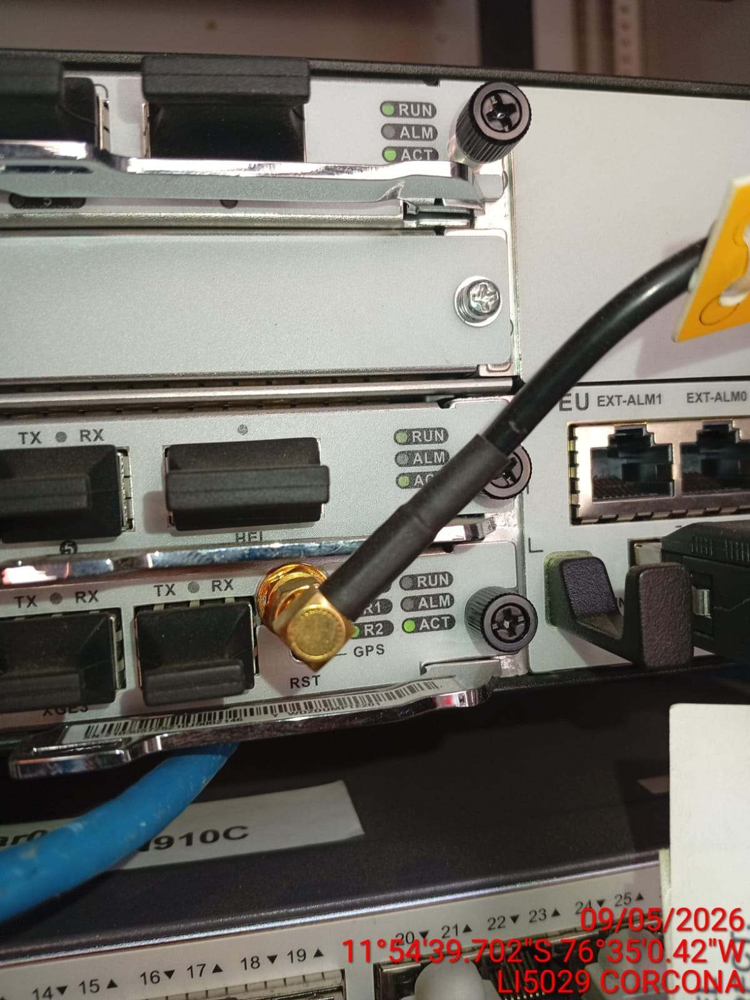 RUN
ALM
ACT
5
EU EXT-ALM1 EXT-ALM0
TX RX
RUN
ALM
5
TX RX TX RX
RUN
R1 ALM
R2 ACT
GPS
RST
910C
14▼ 15▲ 16▼ 17▲ 18▼ 19▲ 20▼ 21▲ 22▼ 23▲ 24▼ 25▲
09/05/2026
11°54'39.702"S 76°35'0.42"W
LI5029 CORCONA